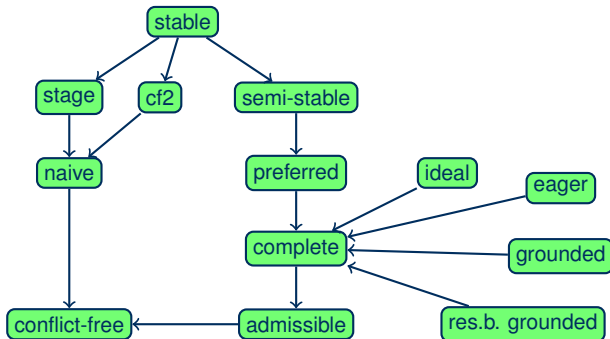 stable
stage
cf2
semi-stable
naive
preferred
ideal
eager
complete
grounded
conflict-free
admissible
res.b. grounded